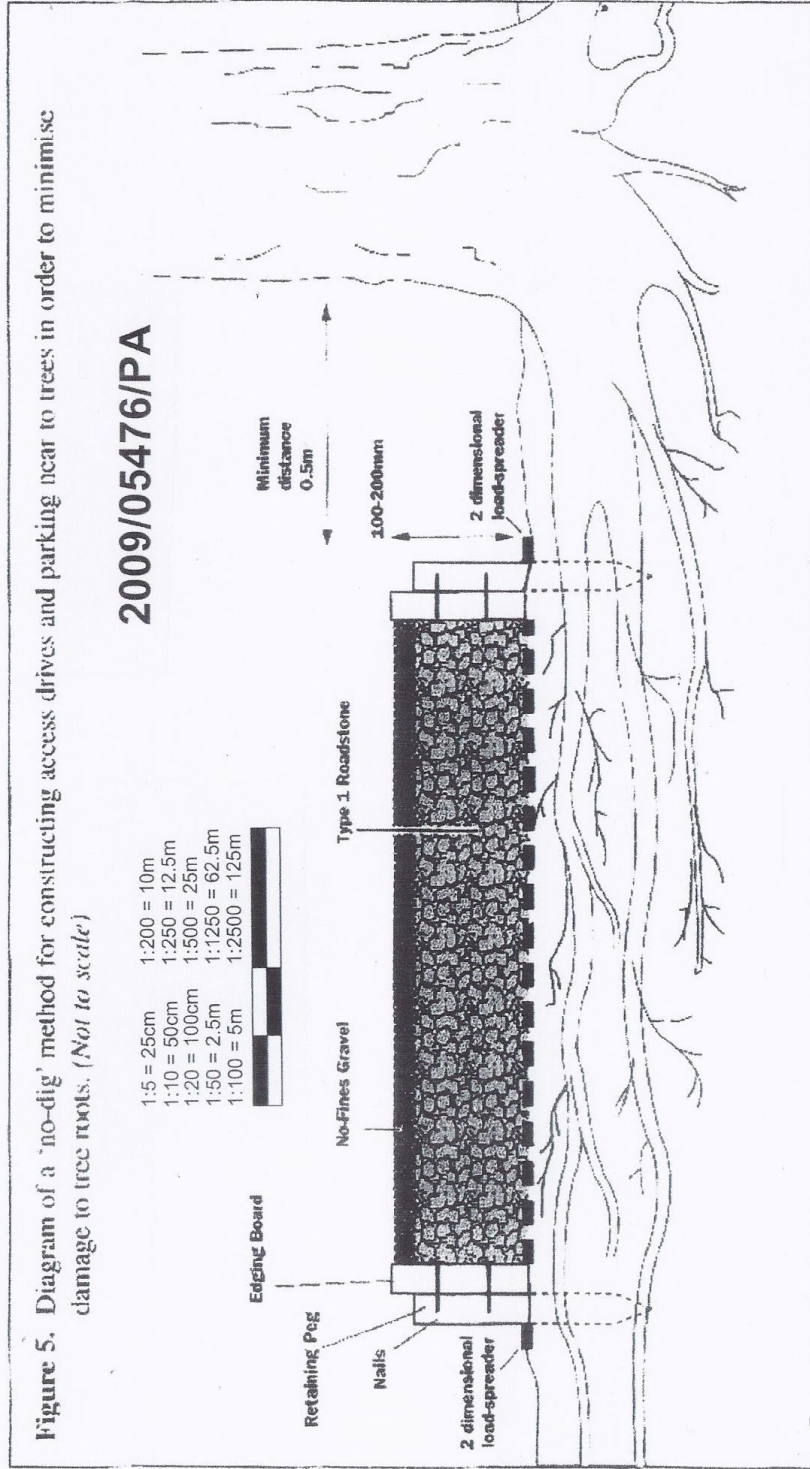 Figure 5. Diagram of a 'no-dig' method for constructing access drives and parking near to trees in order to minimise
damage to tree roots. (Not to scale)
2009/05476/PA
1:5 = 25cm 1:200 = 10m
1:10 = 50cm 1:250 = 12.5m
1:20 = 100cm 1:500 = 25m
1:50 = 2.5m 1:1250 = 62.5m
1:100 = 5m 1:2500 = 125m
Edging Board
Retaining Peg
Nails
2 dimensional
load-spreader
No-Fines Gravel
Type 1 Roadstone
Minimum
distance
0.5m
100-200mm
2 dimensional
load-spreader